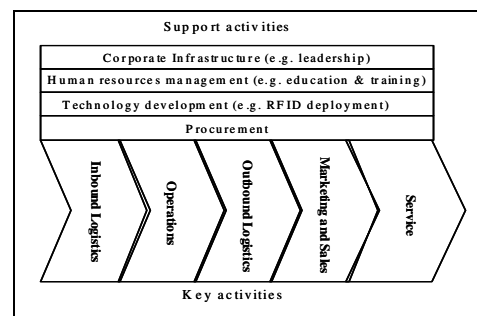 Support activities
Corporate Infrastructure (e.g. leadership)
Human resources management (e.g. education & training)
Technology development (e.g. RFID deployment)
Procurement
Inbound Logistics
Operations
Outbound Logistics
Marketing and Sales
Service
Key activities